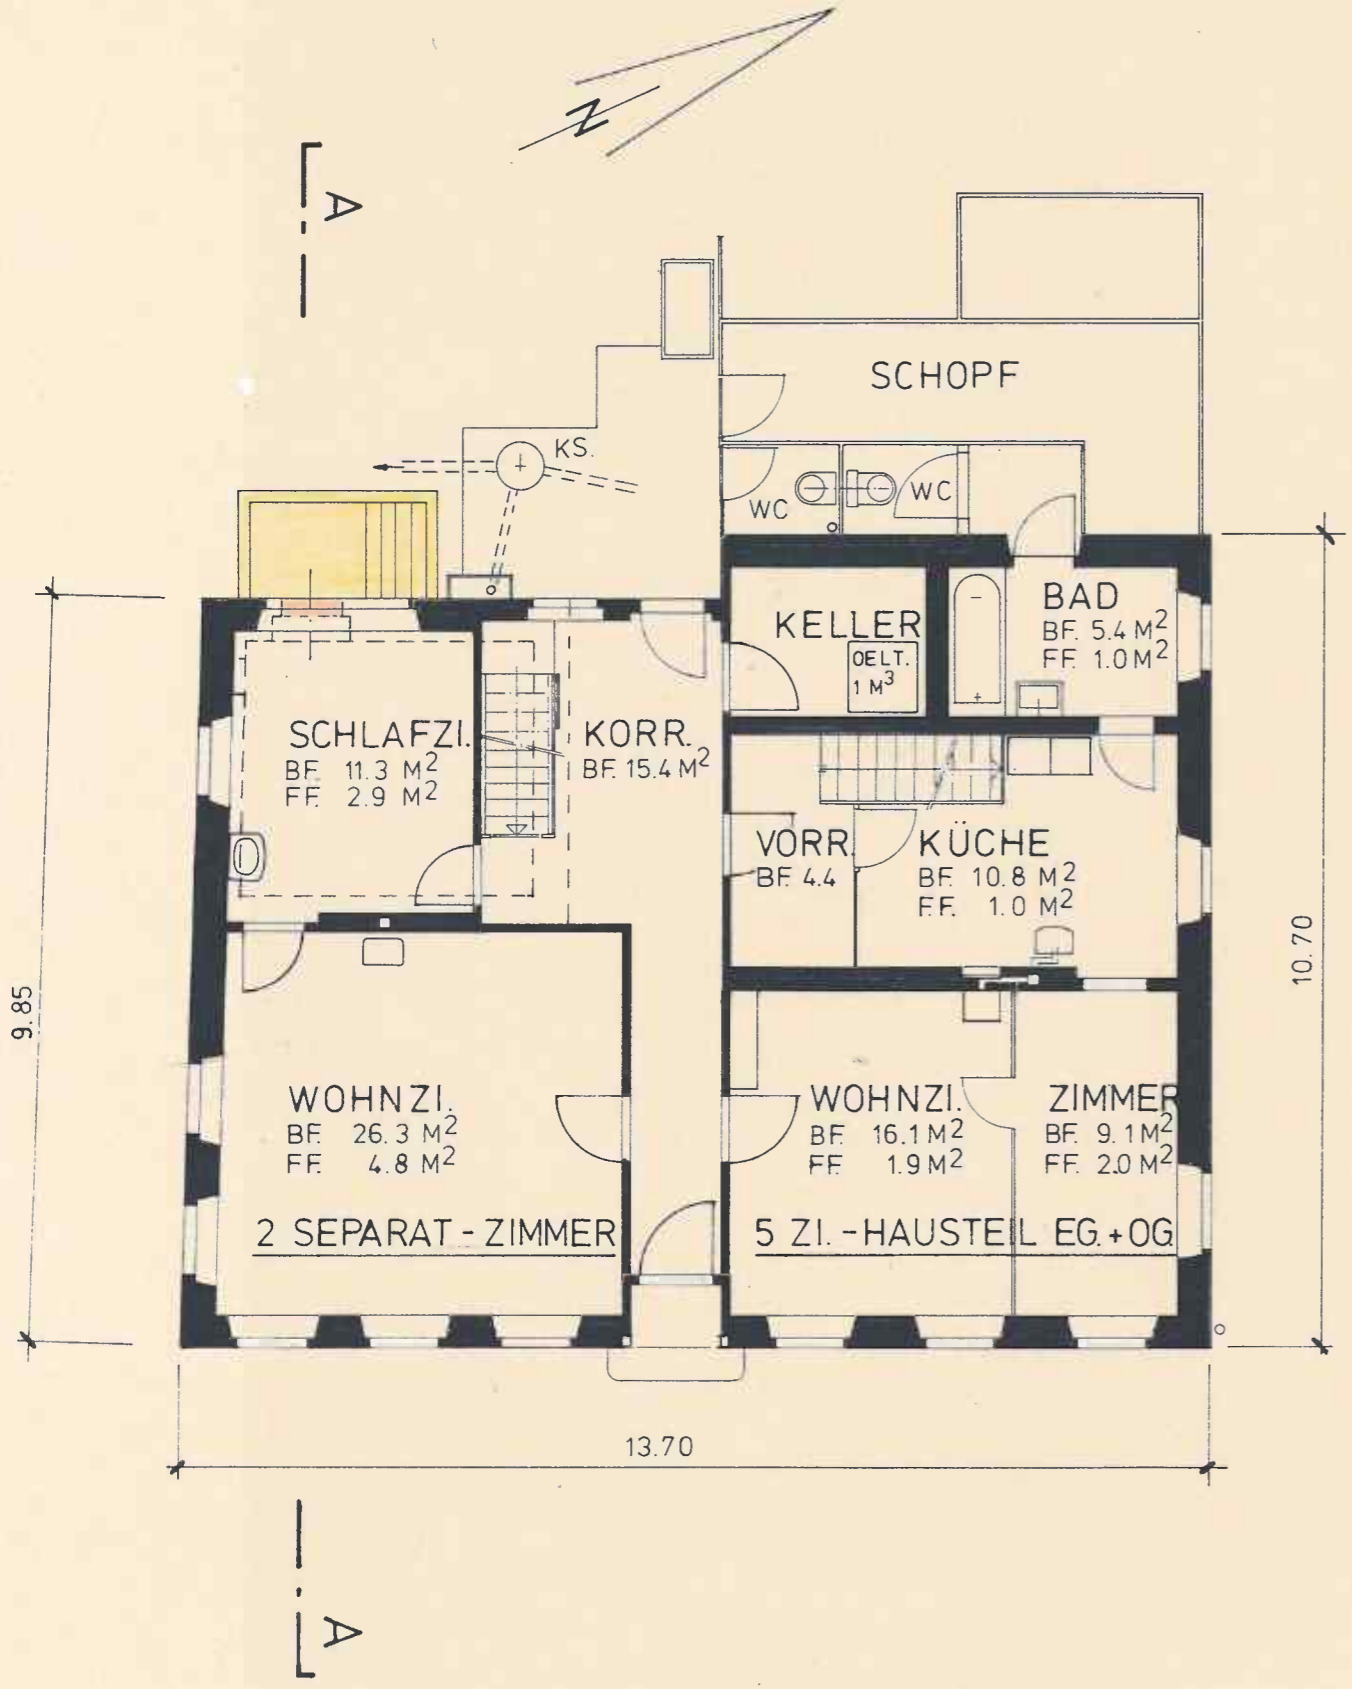 N
A
SCHOPF
KS.
WC
WC
KELLER
OELT.
1 M³
BAD
BF. 5.4 M²
FF. 1.0 M²
SCHLAFZI.
BF. 11.3 M²
FF. 2.9 M²
KORR.
BF. 15.4 M²
VORR.
BF. 4.4
KÜCHE
BF. 10.8 M²
F.F. 1.0 M²
9.85
10.70
WOHNZI.
BF. 26.3 M²
FF. 4.8 M²
WOHNZI.
BF. 16.1 M²
FF. 1.9 M²
ZIMMER
BF. 9.1 M²
FF. 2.0 M²
2 SEPARAT-ZIMMER
5 ZI.-HAUSTEIL EG.+OG
13.70
A